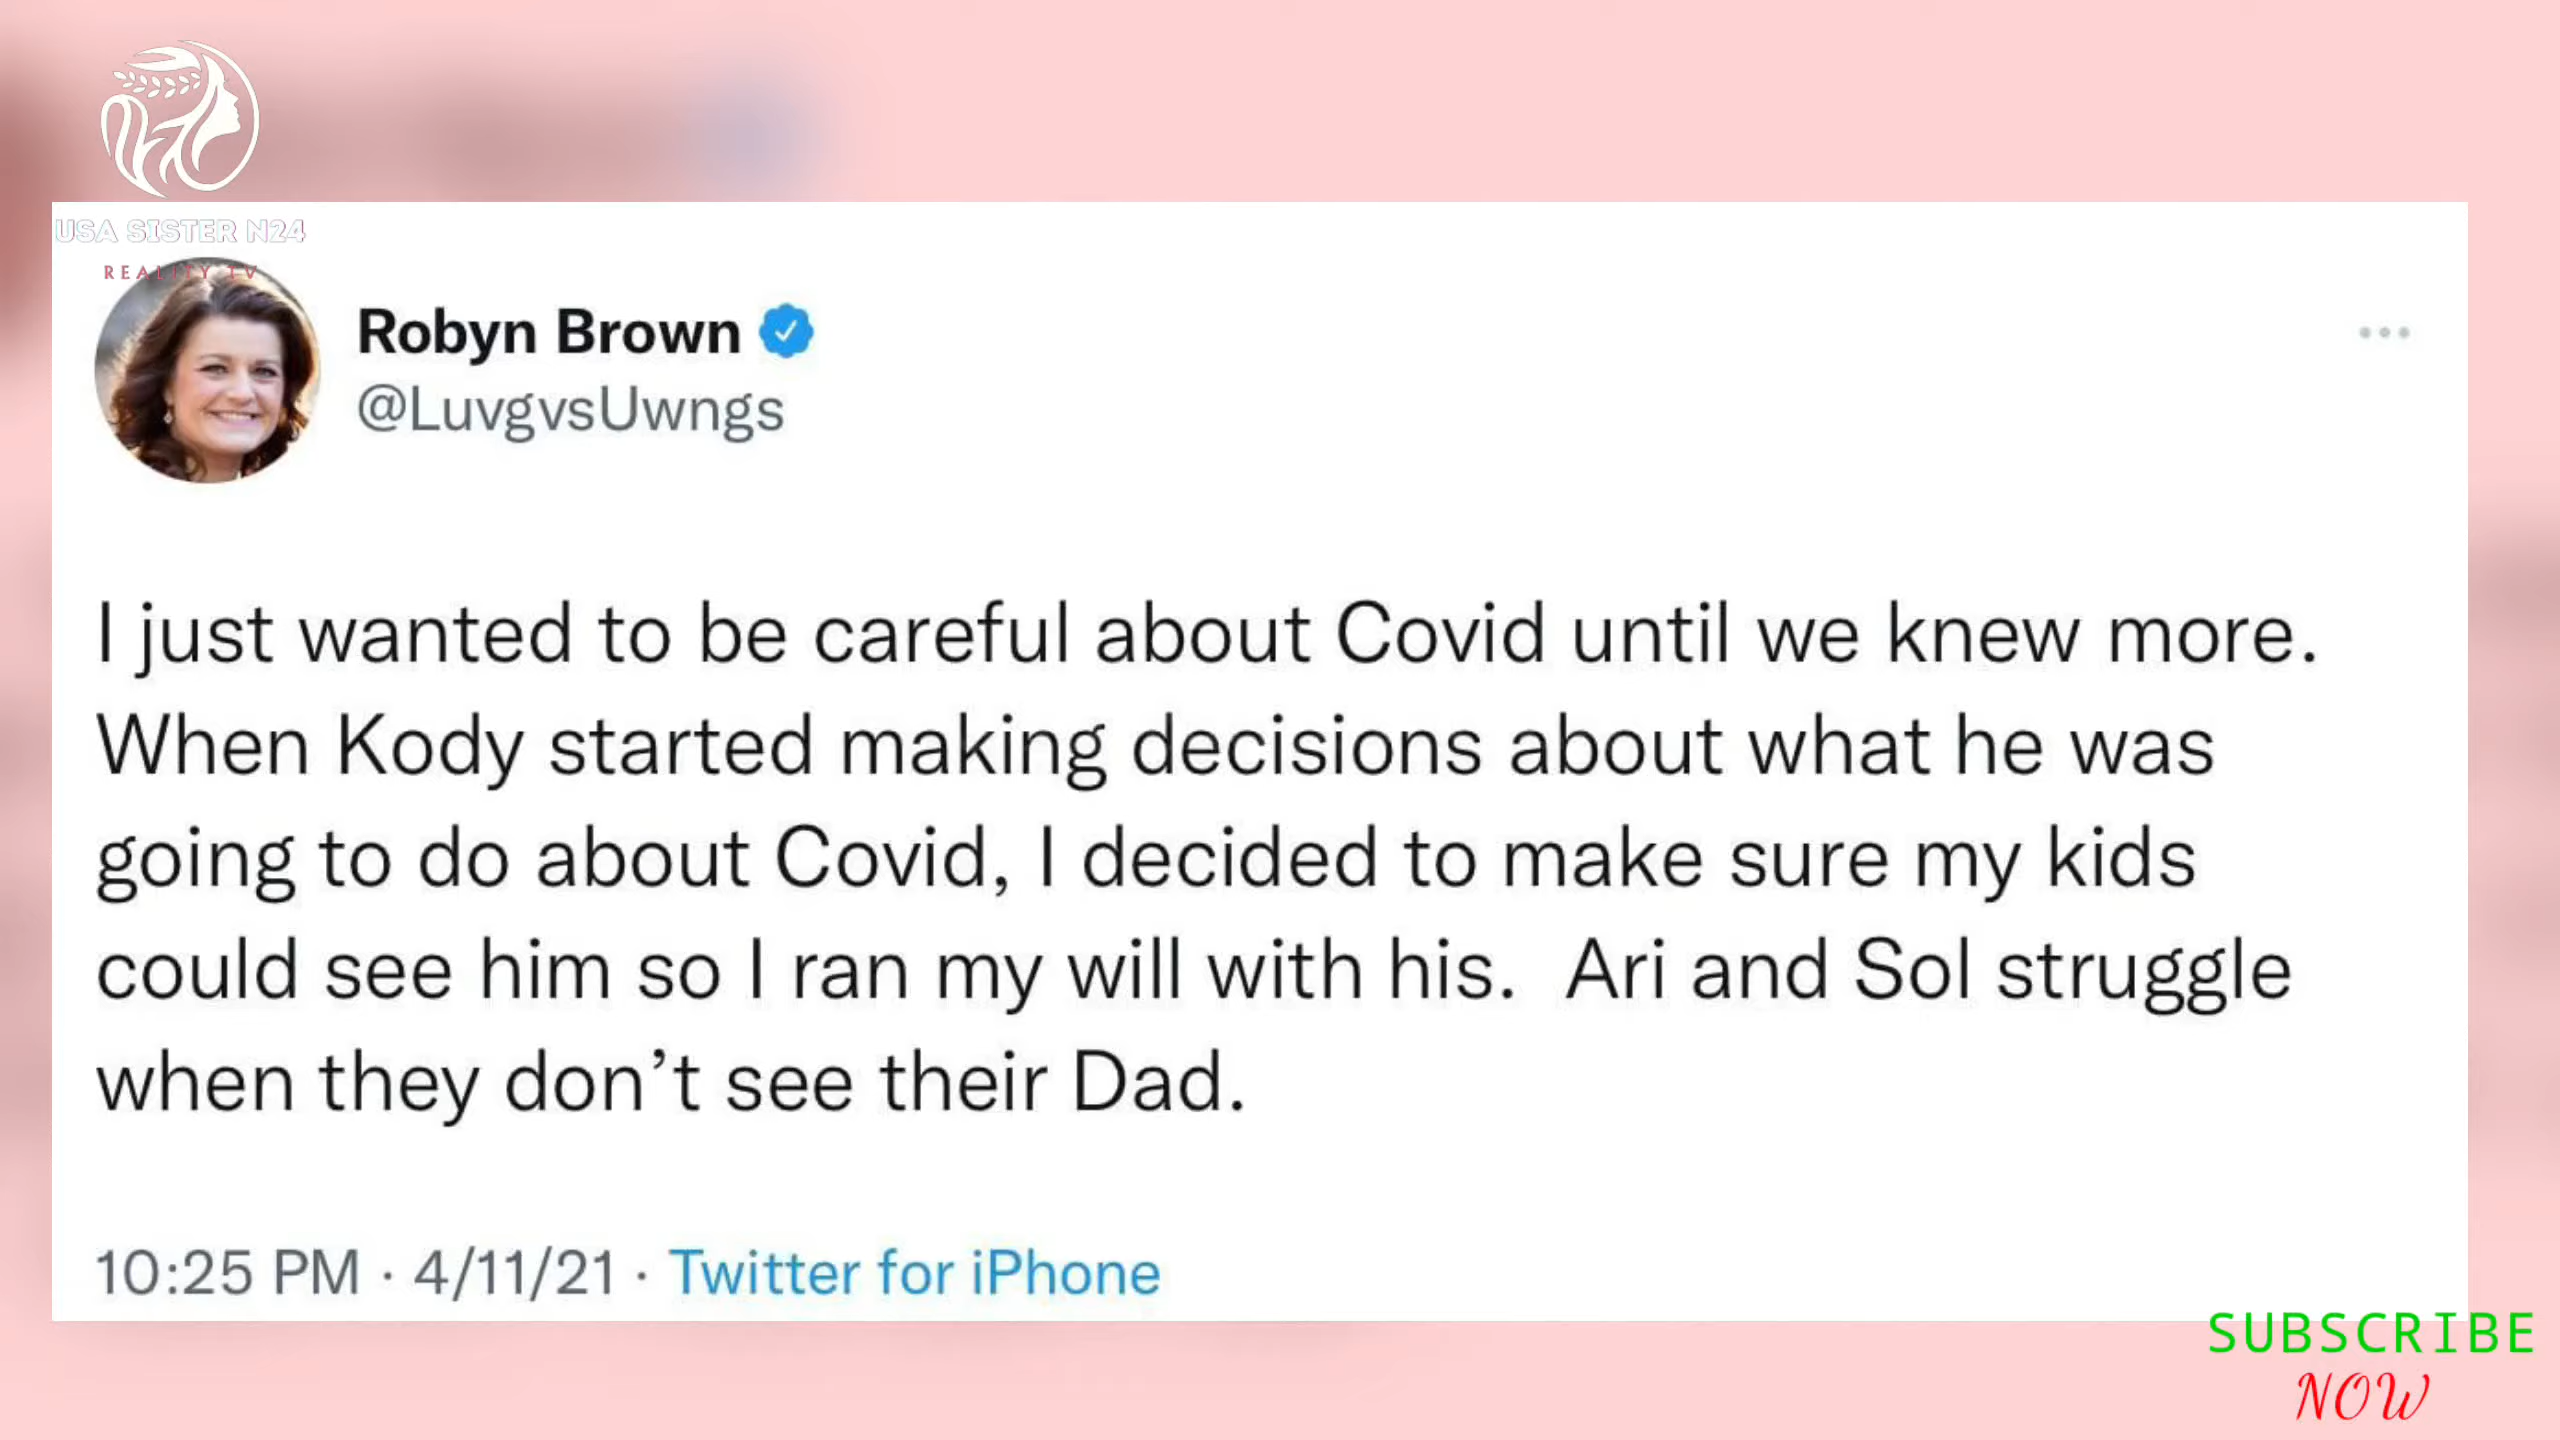 USA SISTER N24
REALITY TV
Robyn Brown
@LuvgvsUwngs
I just wanted to be careful about Covid until we knew more.
When Kody started making decisions about what he was
going to do about Covid, I decided to make sure my kids
could see him so I ran my will with his.  Ari and Sol struggle
when they don’t see their Dad.
10:25 PM · 4/11/21 · Twitter for iPhone
SUBSCRIBE
NOW